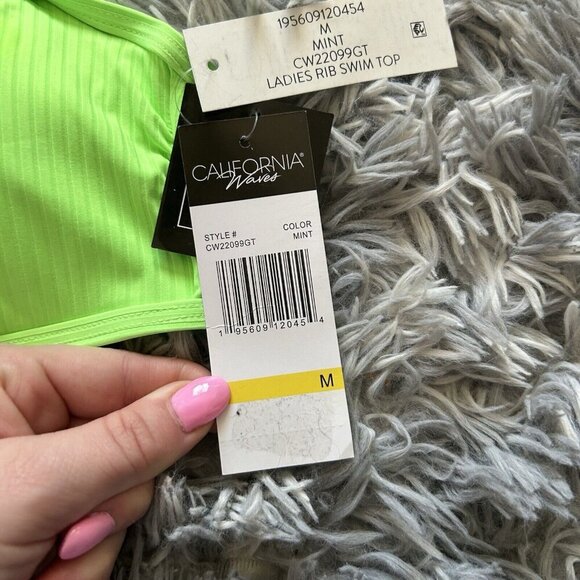 195609120454
M
MINT
CW22099GT
LADIES RIB SWIM TOP
CALIFORNIA®
Waves
STYLE # COLOR
CW22099GT MINT
1 95609 12045 4
M